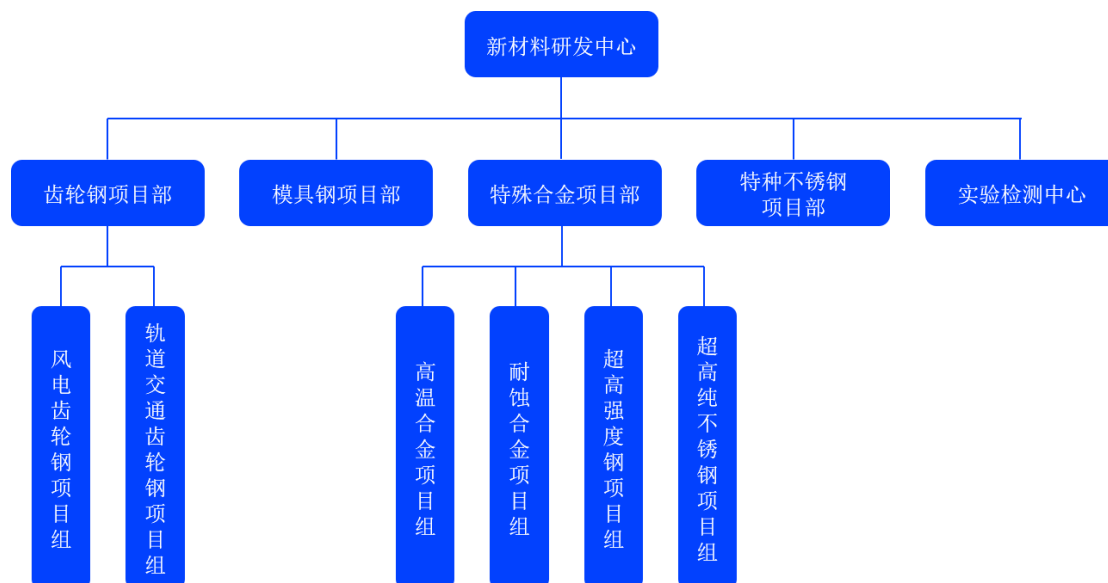 新材料研发中心
齿轮钢项目部
模具钢项目部
特殊合金项目部
特种不锈钢
项目部
实验检测中心
风电齿轮钢项目组
轨道交通齿轮钢项目组
高温合金项目组
耐蚀合金项目组
超高强度钢项目组
超高纯不锈钢项目组